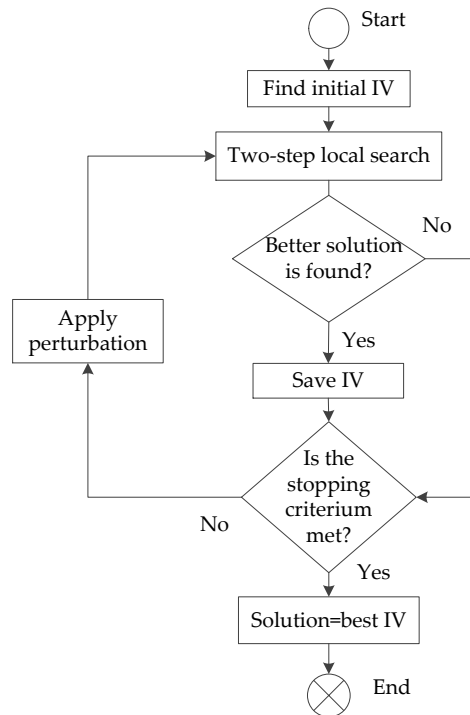 Start
Find initial IV
Two-step local search
Better solution
is found?
No
Yes
Apply
perturbation
Save IV
Is the
stopping
criterium
met?
No
Yes
Solution=best IV
End